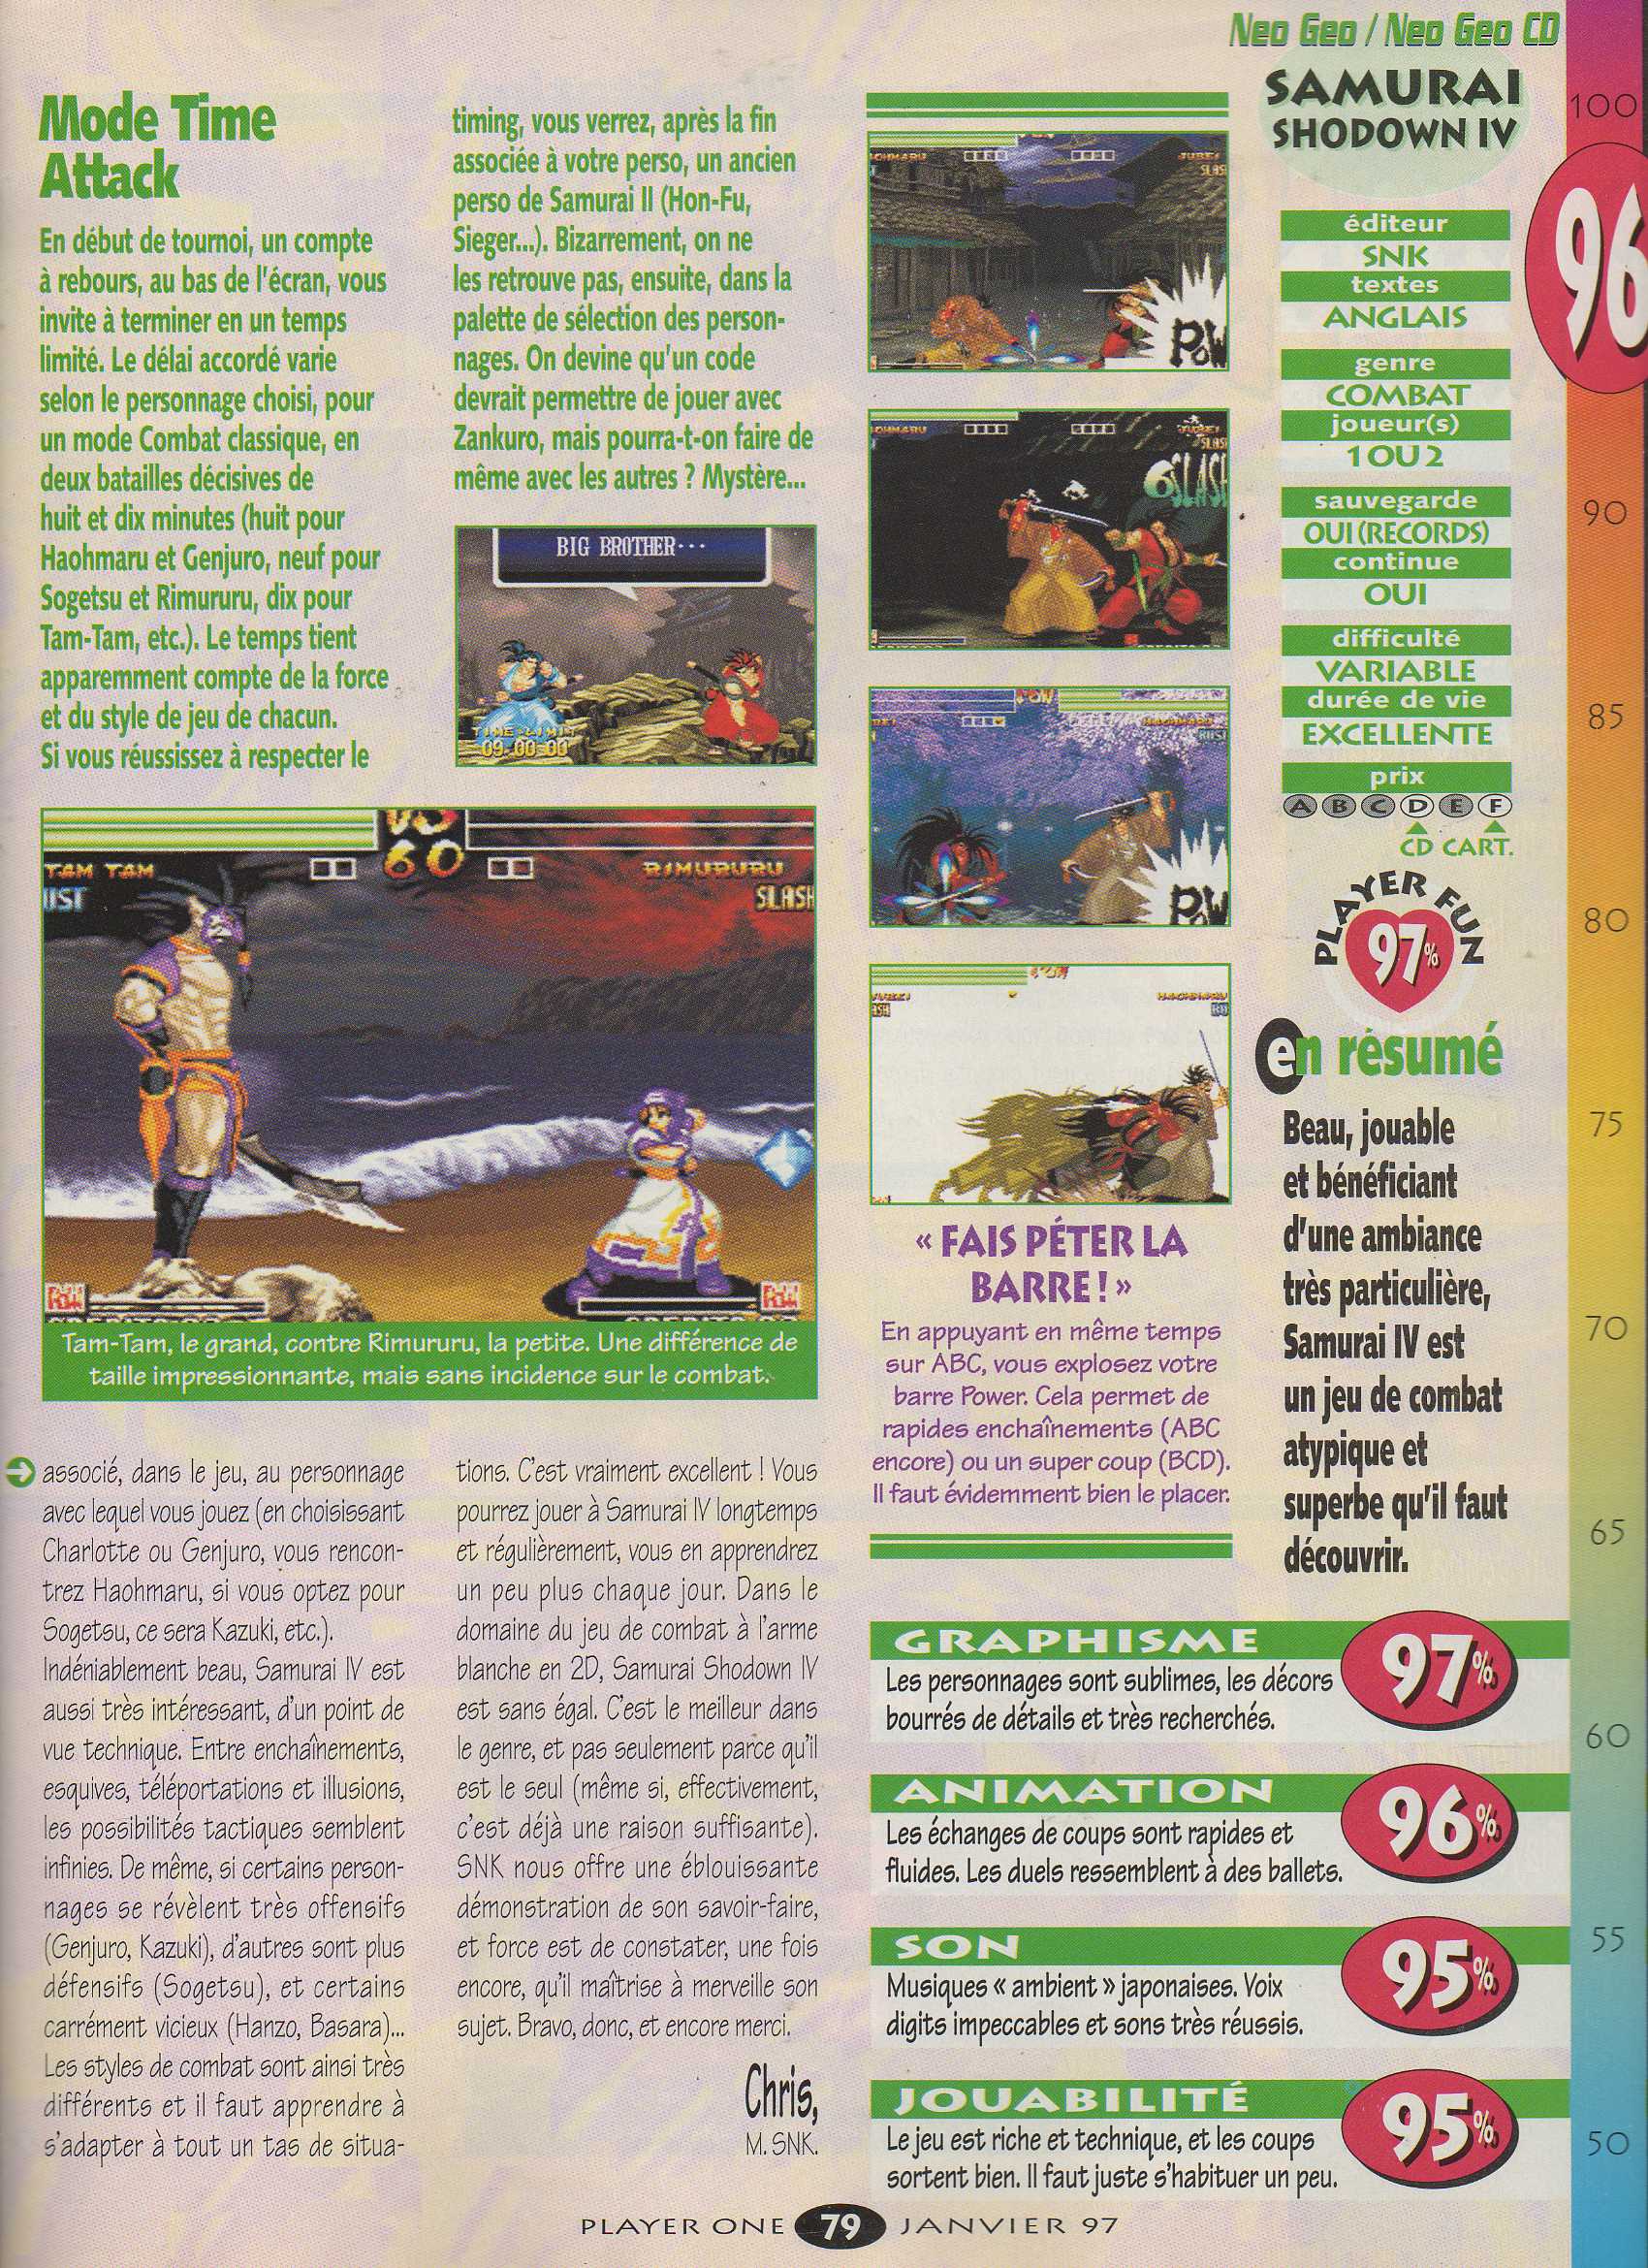 Neo Geo / Neo Geo CD
Mode Time
Attack
En début de tournoi, un compte
à rebours, au bas de l'écran, vous
invite à terminer en un temps
limité. Le délai accordé varie
selon le personnage choisi, pour
un mode Combat classique, en
deux batailles décisives de
huit et dix minutes (huit pour
Haohmaru et Genjuro, neuf pour
Sogetsu et Rimururu, dix pour
Tam-Tam, etc.). Le temps tient
apparemment compte de la force
et du style de jeu de chacun.
Si vous réussissez à respecter le
timing, vous verrez, après la fin
associée à votre perso, un ancien
perso de Samurai II (Hon-Fu,
Sieger...). Bizarrement, on ne
les retrouve pas, ensuite, dans la
palette de sélection des person-
nages. On devine qu'un code
devrait permettre de jouer avec
Zankuro, mais pourra-t-on faire de
même avec les autres ? Mystère...
BIG BROTHER···
TIME LIMIT
09·00·00
TAM TAM
60
RIMURURU
SLASH
Tam-Tam, le grand, contre Rimururu, la petite. Une différence de
taille impressionnante, mais sans incidence sur le combat.
associé, dans le jeu, au personnage
avec lequel vous jouez (en choisissant
Charlotte ou Genjuro, vous rencon-
trez Haohmaru, si vous optez pour
Sogetsu, ce sera Kazuki, etc.).
Indéniablement beau, Samurai IV est
aussi très intéressant, d'un point de
vue technique. Entre enchaînements,
esquives, téléportations et illusions,
les possibilités tactiques semblent
infinies. De même, si certains person-
nages se révèlent très offensifs
(Genjuro, Kazuki), d'autres sont plus
défensifs (Sogetsu), et certains
carrément vicieux (Hanzo, Basara)...
Les styles de combat sont ainsi très
différents et il faut apprendre à
s'adapter à tout un tas de situa-
tions. C'est vraiment excellent ! Vous
pourrez jouer à Samurai IV longtemps
et régulièrement, vous en apprendrez
un peu plus chaque jour. Dans le
domaine du jeu de combat à l'arme
blanche en 2D, Samurai Shodown IV
est sans égal. C'est le meilleur dans
le genre, et pas seulement parce qu'il
est le seul (même si, effectivement,
c'est déjà une raison suffisante).
SNK nous offre une éblouissante
démonstration de son savoir-faire,
et force est de constater, une fois
encore, qu'il maîtrise à merveille son
sujet. Bravo, donc, et encore merci.
Chris,
M. SNK.
POW
6 SLASH
POW
« FAIS PÉTER LA
BARRE ! »
En appuyant en même temps
sur ABC, vous explosez votre
barre Power. Cela permet de
rapides enchaînements (ABC
encore) ou un super coup (BCD).
Il faut évidemment bien le placer.
SAMURAI
SHODOWN IV
96
éditeur
SNK
textes
ANGLAIS
genre
COMBAT
joueur(s)
1 OU 2
sauvegarde
OUI (RECORDS)
continue
OUI
difficulté
VARIABLE
durée de vie
EXCELLENTE
prix
A B C D E F
CD CART.
PLAYER FUN
97%
en résumé
Beau, jouable
et bénéficiant
d'une ambiance
très particulière,
Samurai IV est
un jeu de combat
atypique et
superbe qu'il faut
découvrir.
GRAPHISME
97%
Les personnages sont sublimes, les décors
bourrés de détails et très recherchés.
ANIMATION
96%
Les échanges de coups sont rapides et
fluides. Les duels ressemblent à des ballets.
SON
95%
Musiques « ambient » japonaises. Voix
digits impeccables et sons très réussis.
JOUABILITÉ
95%
Le jeu est riche et technique, et les coups
sortent bien. Il faut juste s'habituer un peu.
100
90
85
80
75
70
65
60
55
50
PLAYER ONE 79 JANVIER 97